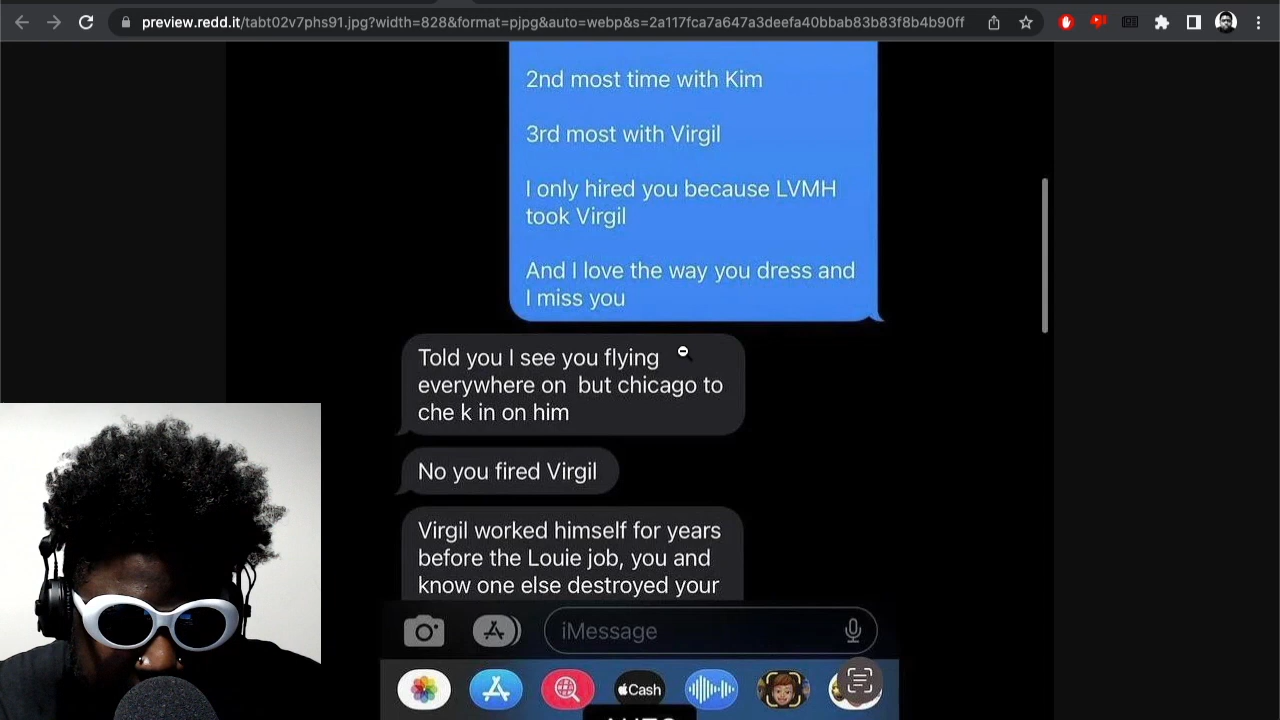 preview.redd.it/tabt02v7phs91.jpg?width=828&format=pjpg&auto=webp&s=2a117fca7a647a3deefa40bbab83b83f8b4b90ff
2nd most time with Kim
3rd most with Virgil
I only hired you because LVMH
took Virgil
And I love the way you dress and
I miss you
Told you I see you flying
everywhere on  but chicago to
che k in on him
No you fired Virgil
Virgil worked himself for years
before the Louie job, you and
know one else destroyed your
iMessage
Cash